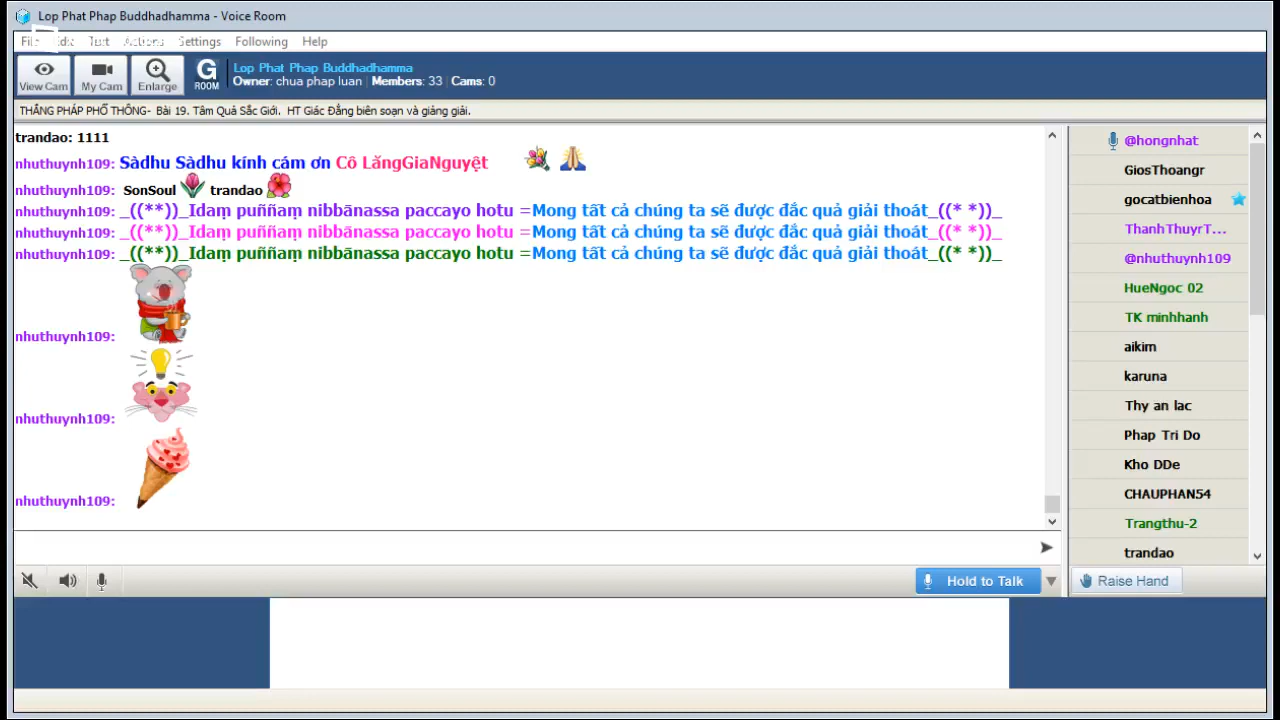 Lop Phat Phap Buddhadhamma - Voice Room
Settings Following Help
View Cam My Cam Enlarge G ROOM
Lop Phat Phap Buddhadhamma
Owner: chua phap luan | Members: 33 | Cams: 0
THẮNG PHÁP PHỔ THÔNG- Bài 19. Tâm Quả Sắc Giới. HT Giác Đẳng biên soạn và giảng giải.
trandao: 1111
nhuthuynh109: Sàdhu Sàdhu kính cám ơn Cô LẵngGiaNguyệt
nhuthuynh109: SonSoul trandao
nhuthuynh109: _((**))_Idaṃ puññaṃ nibbānassa paccayo hotu =Mong tất cả chúng ta sẽ được đắc quả giải thoát_((* *))_
nhuthuynh109: _((**))_Idaṃ puññaṃ nibbānassa paccayo hotu =Mong tất cả chúng ta sẽ được đắc quả giải thoát_((* *))_
nhuthuynh109: _((**))_Idaṃ puññaṃ nibbānassa paccayo hotu =Mong tất cả chúng ta sẽ được đắc quả giải thoát_((* *))_
nhuthuynh109:
nhuthuynh109:
nhuthuynh109:
@hongnhat
GiosThoangr
gocatbienhoa
ThanhThuyrT...
@nhuthuynh109
HueNgoc 02
TK minhhanh
aikim
karuna
Thy an lac
Phap Tri Do
Kho DDe
CHAUPHAN54
Trangthu-2
trandao
Hold to Talk
Raise Hand